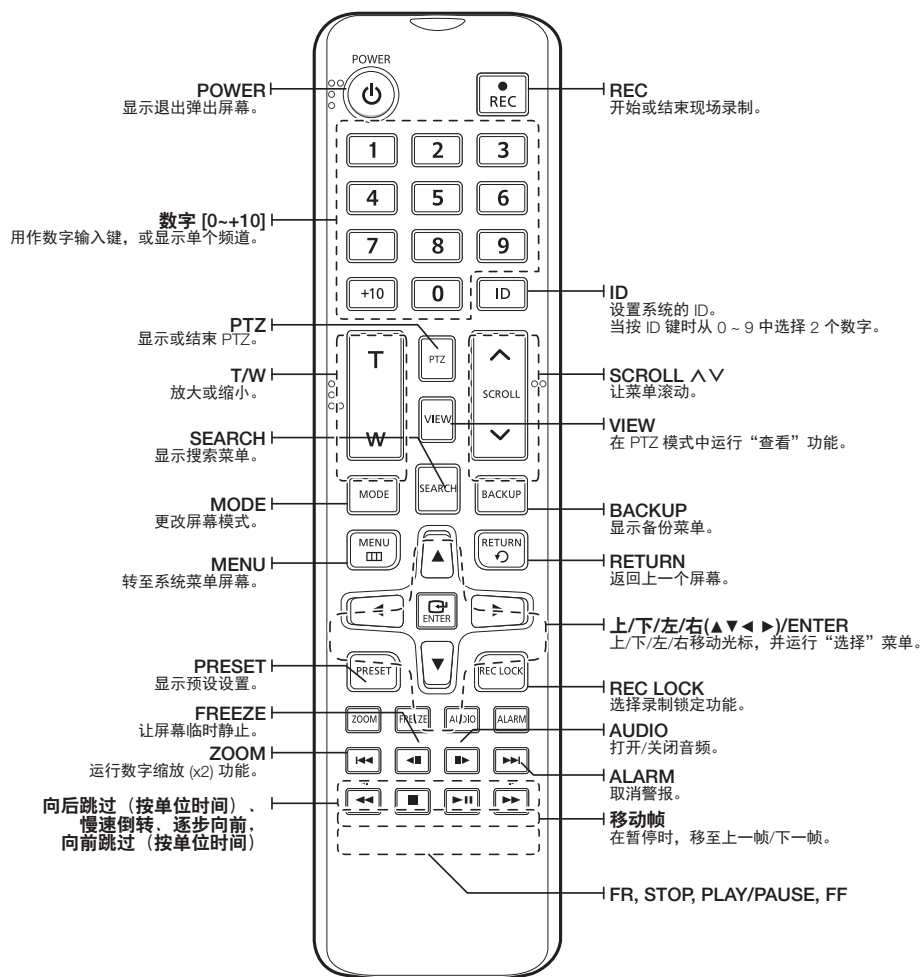 POWER
POWER
显示退出弹出屏幕。
REC
REC
开始或结束现场录制。
1 2 3
4 5 6
数字 [0~+10]
用作数字输入键，或显示单个频道。
7 8 9
+10 0 ID
ID
设置系统的 ID。
当按 ID 键时从 0 ~ 9 中选择 2 个数字。
PTZ
显示或结束 PTZ。
T
PTZ
T/W
放大或缩小。
SCROLL
SCROLL ∧∨
让菜单滚动。
VIEW
W
VIEW
在 PTZ 模式中运行“查看”功能。
SEARCH
显示搜索菜单。
MODE
SEARCH
BACKUP
MODE
更改屏幕模式。
BACKUP
显示备份菜单。
MENU
RETURN
MENU
转至系统菜单屏幕。
RETURN
返回上一个屏幕。
ENTER
上/下/左/右(▲▼◄ ►)/ENTER
上/下/左/右移动光标，并运行“选择”菜单。
PRESET
显示预设设置。
PRESET
REC LOCK
REC LOCK
选择录制锁定功能。
FREEZE
让屏幕临时静止。
ZOOM FREEZE AUDIO ALARM
AUDIO
打开/关闭音频。
ZOOM
运行数字缩放 (x2) 功能。
ALARM
取消警报。
向后跳过（按单位时间）、
慢速倒转、逐步向前，
向前跳过（按单位时间）
移动帧
在暂停时，移至上一帧/下一帧。
FR, STOP, PLAY/PAUSE, FF